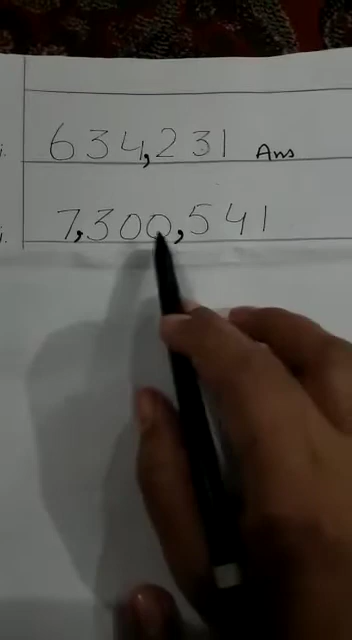 i. 634,231 Ans
i. 7,300,541